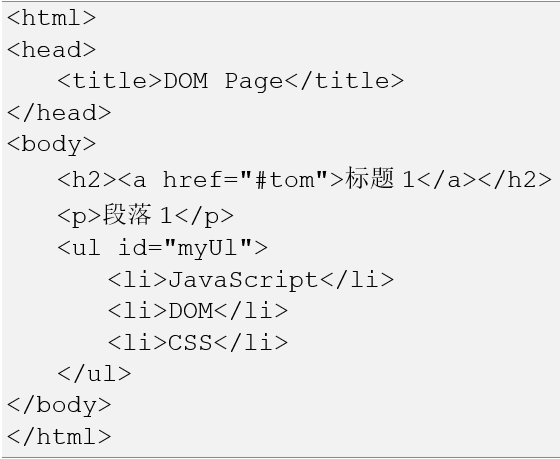 <html>
<head>
<title>DOM Page</title>
</head>
<body>
<h2><a href="#tom">标题1</a></h2>
<p>段落1</p>
<ul id="myUl">
<li>JavaScript</li>
<li>DOM</li>
<li>CSS</li>
</ul>
</body>
</html>